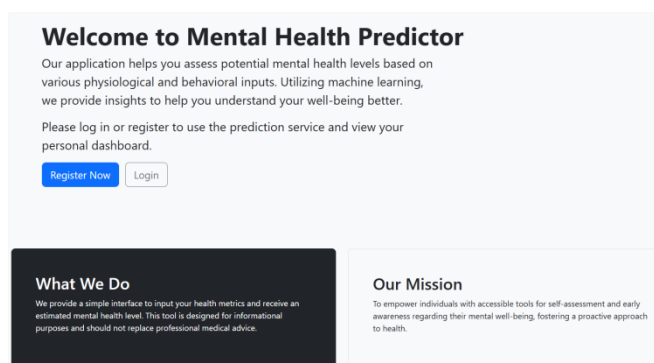 Welcome to Mental Health Predictor
Our application helps you assess potential mental health levels based on
various physiological and behavioral inputs. Utilizing machine learning,
we provide insights to help you understand your well-being better.
Please log in or register to use the prediction service and view your
personal dashboard.
Register Now
Login
What We Do
We provide a simple interface to input your health metrics and receive an
estimated mental health level. This tool is designed for informational
purposes and should not replace professional medical advice.
Our Mission
To empower individuals with accessible tools for self-assessment and early
awareness regarding their mental well-being, fostering a proactive approach
to health.